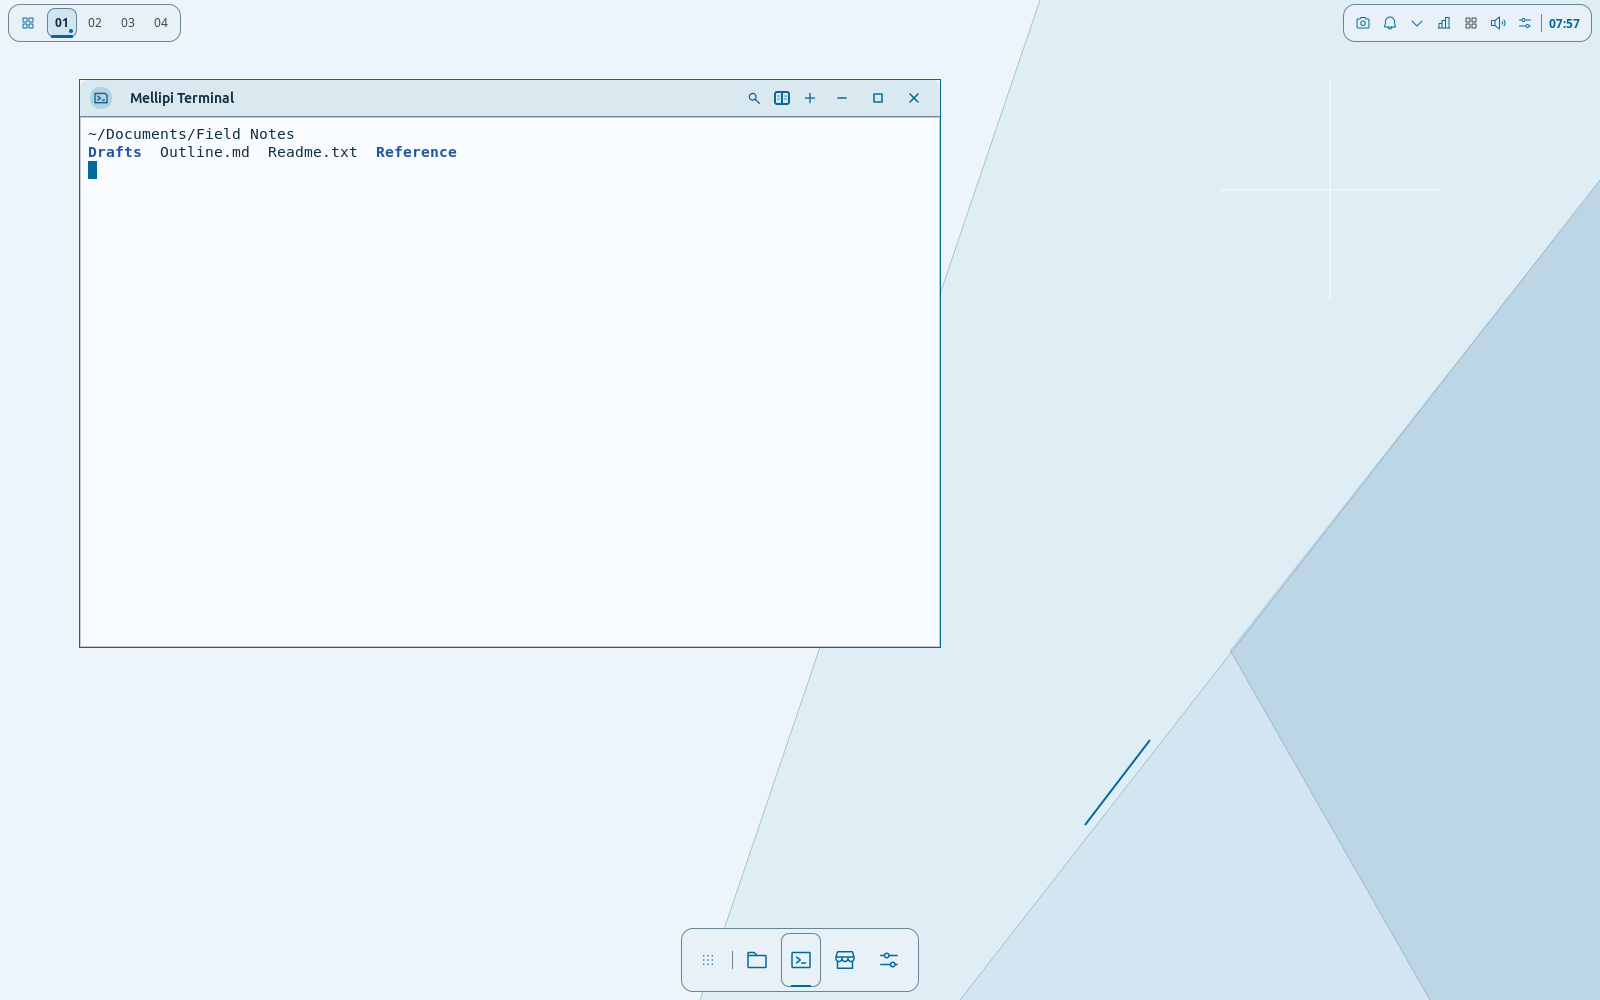 01 02 03 04
07:57
Mellipi Terminal
~/Documents/Field Notes
Drafts  Outline.md  Readme.txt  Reference